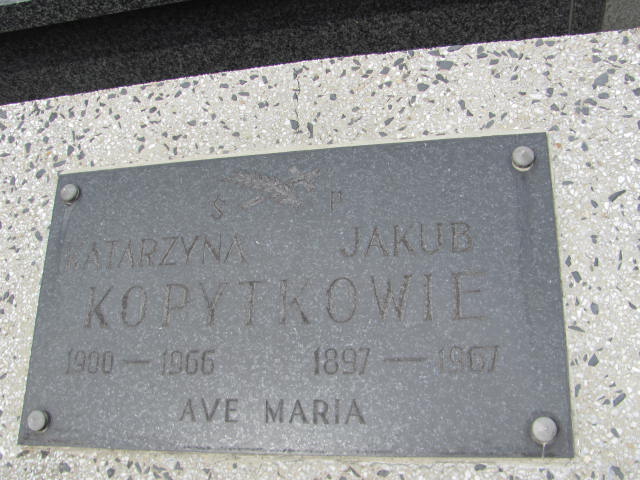 Ś P
KATARZYNA JAKUB
KOPYTKOWIE
1900 — 1966 1897 — 1967
AVE MARIA